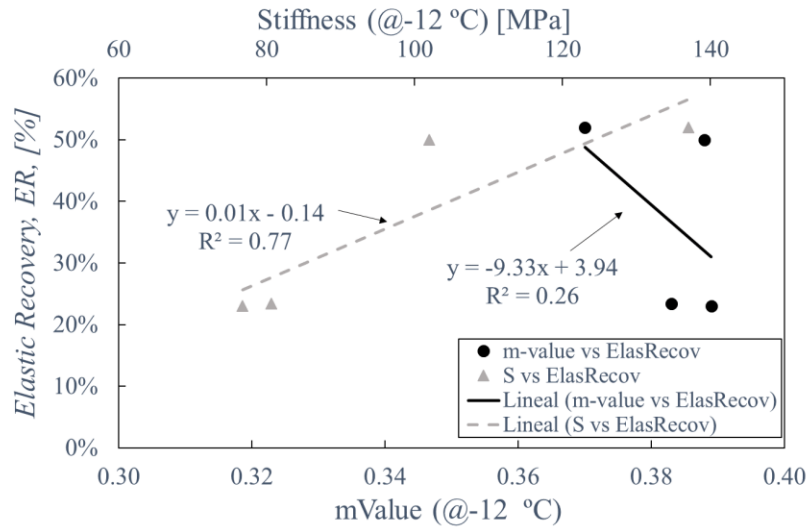 Stiffness (@-12 ºC) [MPa]
60 80 100 120 140
60%
50%
40%
30%
20%
10%
0%
Elastic Recovery, ER, [%]
y = 0.01x - 0.14
R² = 0.77
y = -9.33x + 3.94
R² = 0.26
m-value vs ElasRecov
S vs ElasRecov
Lineal (m-value vs ElasRecov)
Lineal (S vs ElasRecov)
0.30 0.32 0.34 0.36 0.38 0.40
mValue (@-12 ºC)